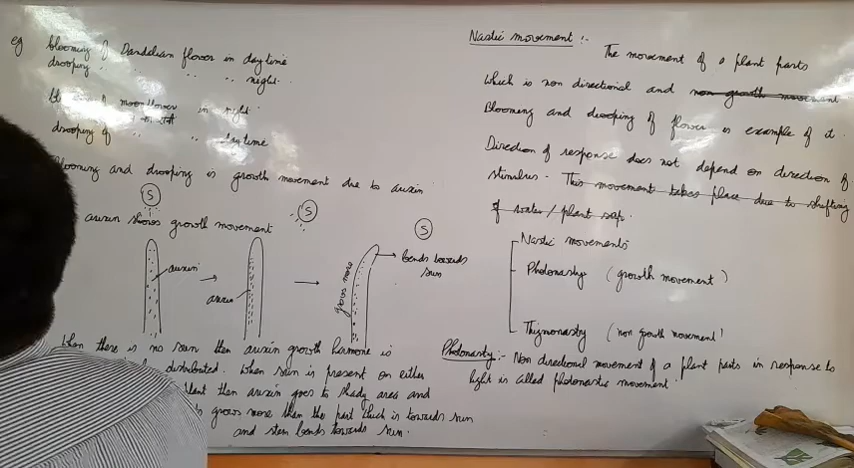 eg blooming of Dandelian flower in day time
drooping " " " night.
moonflower in night
drooping of " " daytime
Blooming and drooping is growth movement due to auxin
S
S
S
auxin shows growth movement
auxin
auxin
grows more
bends towards
sun
When there is no sun then auxin growth hormone is
distributed. When sun is present on either
then auxin goes to shady area and
grows more than the part which is towards sun
and stem bends towards sun.
Nastic movement :-
The movement of a plant parts
which is non directional and non growth movement
Blooming and drooping of flower is example of it.
Direction of response does not depend on direction of
stimulus. This movement takes place due to shifting
of water / plant sap.
Nastic movements
Photonasty (growth movement)
Thigmonasty (non growth movement)
Photonasty:- Non directional movement of a plant parts in response to
light is called photonastic movement.